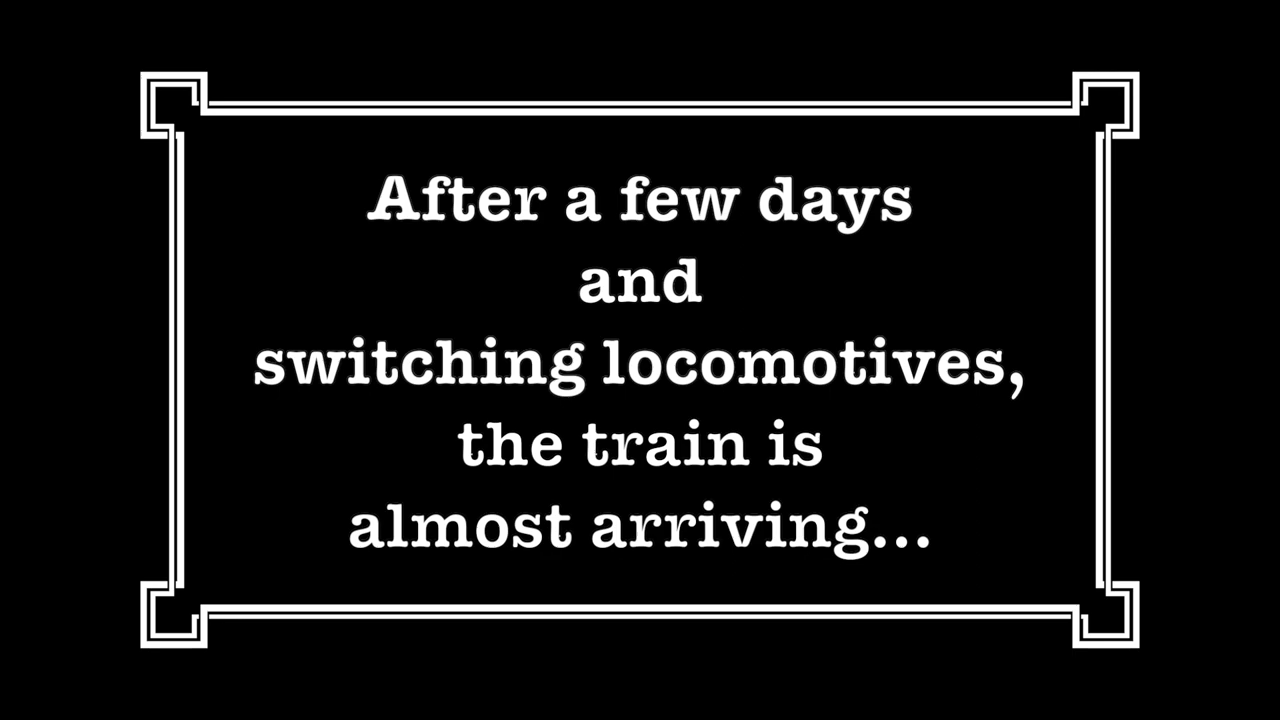 After a few days
and
switching locomotives,
the train is
almost arriving...